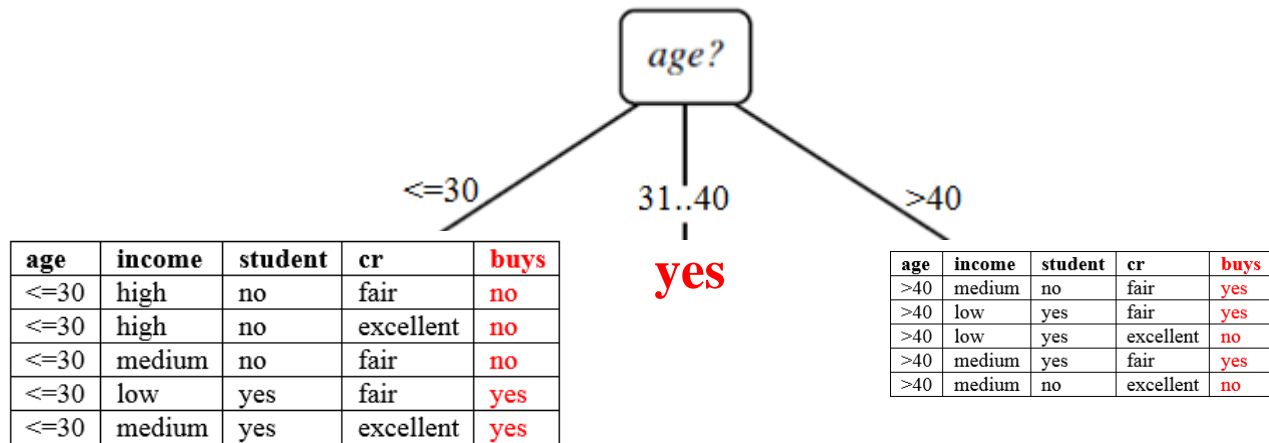 age?
<=30
31..40
>40
yes
age income student cr buys
<=30 high no fair no
<=30 high no excellent no
<=30 medium no fair no
<=30 low yes fair yes
<=30 medium yes excellent yes
age income student cr buys
>40 medium no fair yes
>40 low yes fair yes
>40 low yes excellent no
>40 medium yes fair yes
>40 medium no excellent no